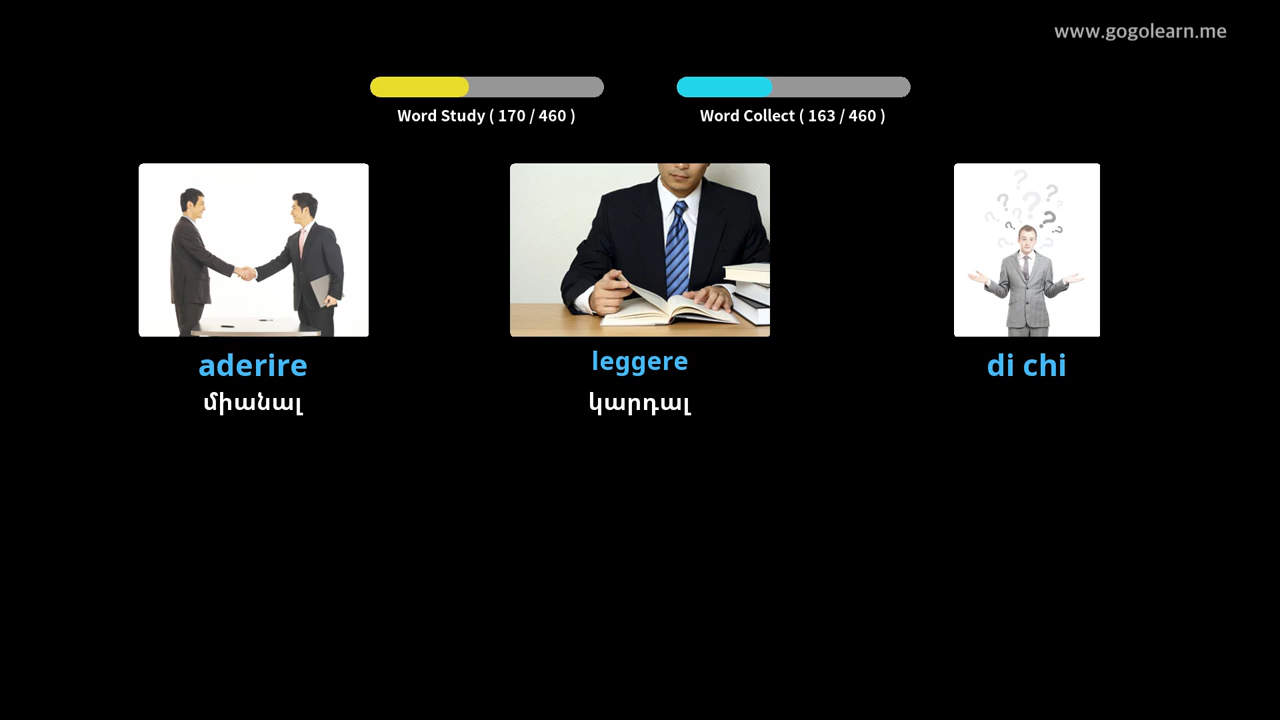 www.gogolearn.me
Word Study ( 170 / 460 )
Word Collect ( 163 / 460 )
aderire
միանալ
leggere
կարդալ
di chi